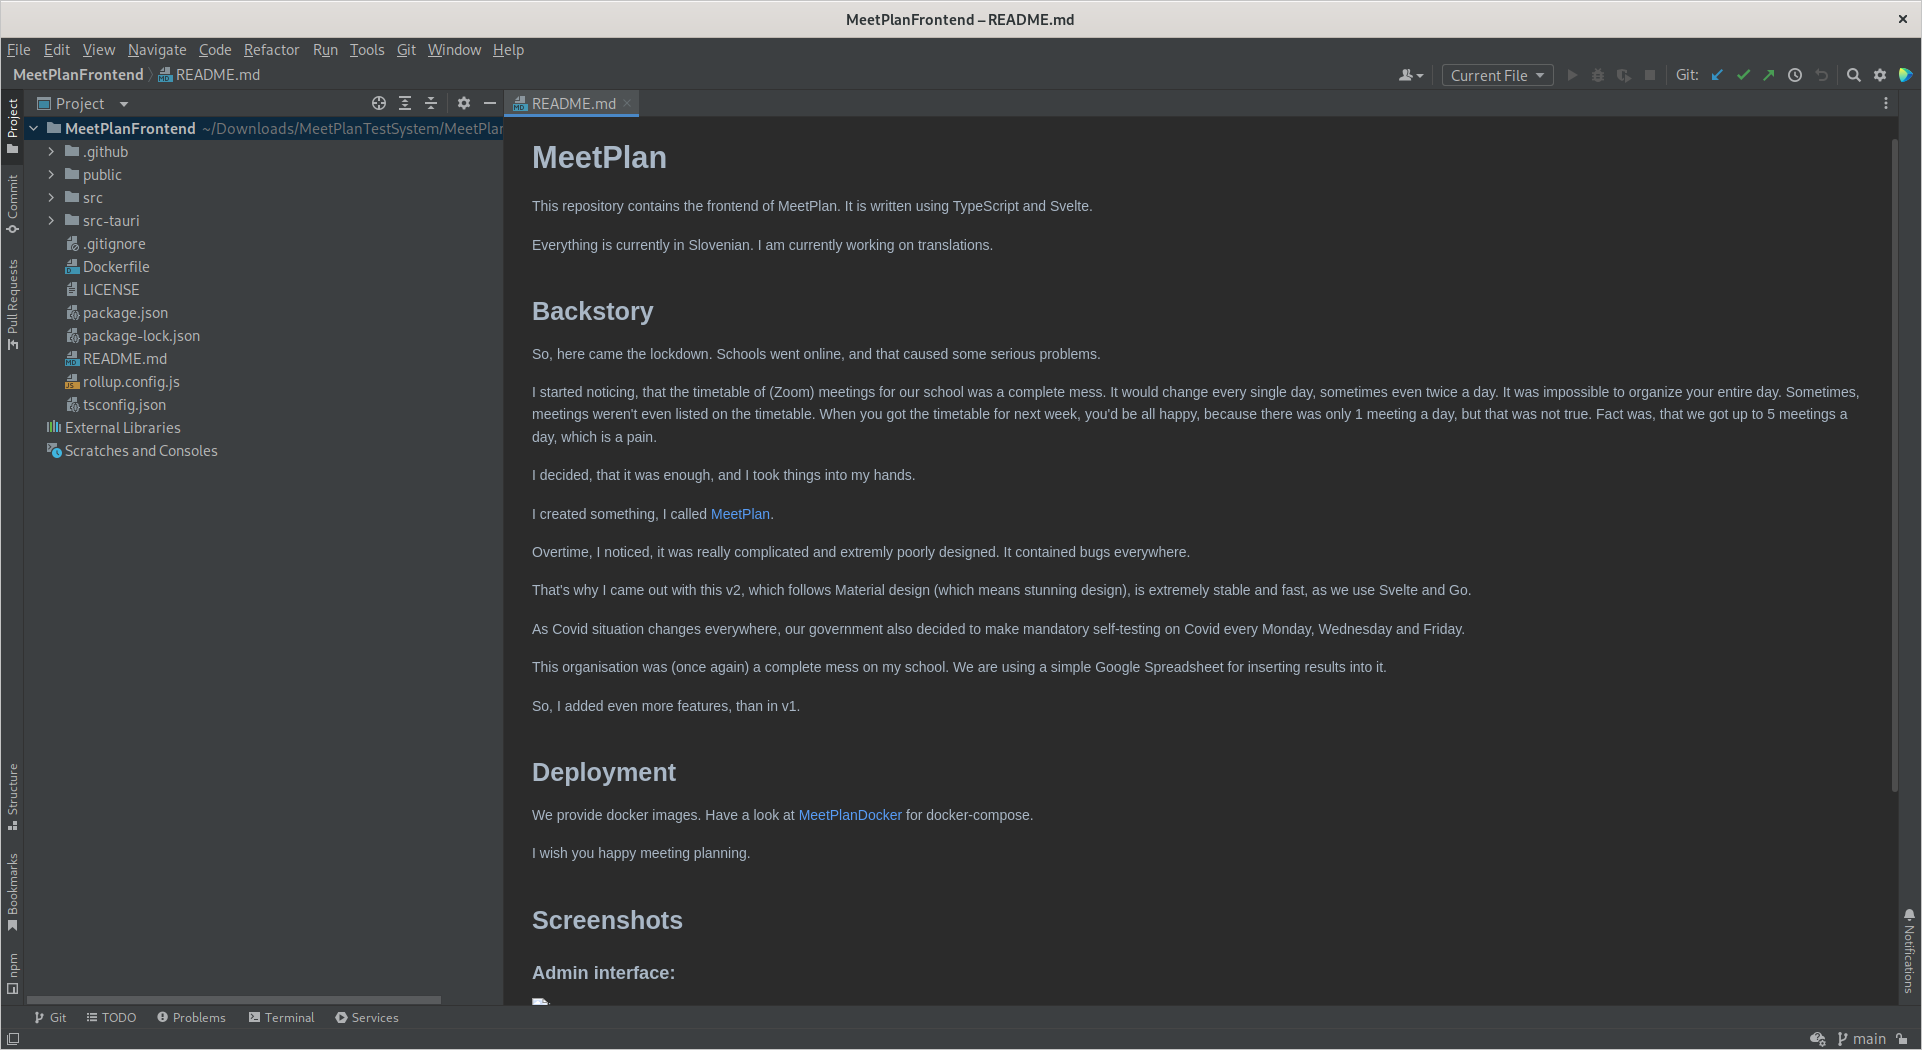 MeetPlanFrontend – README.md
File Edit View Navigate Code Refactor Run Tools Git Window Help
MeetPlanFrontend README.md
Current File
Git:
Project
README.md
Project
Commit
Pull Requests
Structure
Bookmarks
npm
MeetPlanFrontend ~/Downloads/MeetPlanTestSystem/MeetPlan
.github
public
src
src-tauri
.gitignore
Dockerfile
LICENSE
package.json
package-lock.json
README.md
rollup.config.js
tsconfig.json
External Libraries
Scratches and Consoles
MeetPlan
This repository contains the frontend of MeetPlan. It is written using TypeScript and Svelte.
Everything is currently in Slovenian. I am currently working on translations.
Backstory
So, here came the lockdown. Schools went online, and that caused some serious problems.
I started noticing, that the timetable of (Zoom) meetings for our school was a complete mess. It would change every single day, sometimes even twice a day. It was impossible to organize your entire day. Sometimes,
meetings weren't even listed on the timetable. When you got the timetable for next week, you'd be all happy, because there was only 1 meeting a day, but that was not true. Fact was, that we got up to 5 meetings a
day, which is a pain.
I decided, that it was enough, and I took things into my hands.
I created something, I called MeetPlan.
Overtime, I noticed, it was really complicated and extremly poorly designed. It contained bugs everywhere.
That's why I came out with this v2, which follows Material design (which means stunning design), is extremely stable and fast, as we use Svelte and Go.
As Covid situation changes everywhere, our government also decided to make mandatory self-testing on Covid every Monday, Wednesday and Friday.
This organisation was (once again) a complete mess on my school. We are using a simple Google Spreadsheet for inserting results into it.
So, I added even more features, than in v1.
Deployment
We provide docker images. Have a look at MeetPlanDocker for docker-compose.
I wish you happy meeting planning.
Screenshots
Admin interface:
Notifications
Git TODO Problems Terminal Services
main